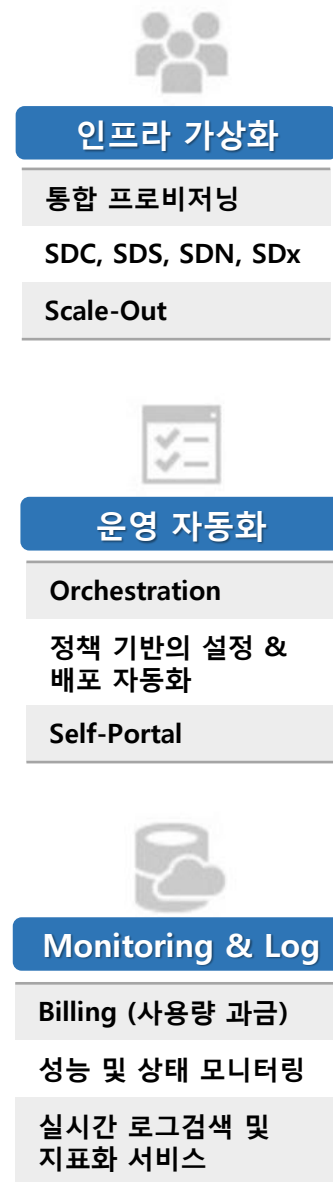 인프라 가상화
통합 프로비저닝
SDC, SDS, SDN, SDx
Scale-Out
운영 자동화
Orchestration
정책 기반의 설정 &
배포 자동화
Self-Portal
Monitoring & Log
Billing (사용량 과금)
성능 및 상태 모니터링
실시간 로그검색 및
지표화 서비스